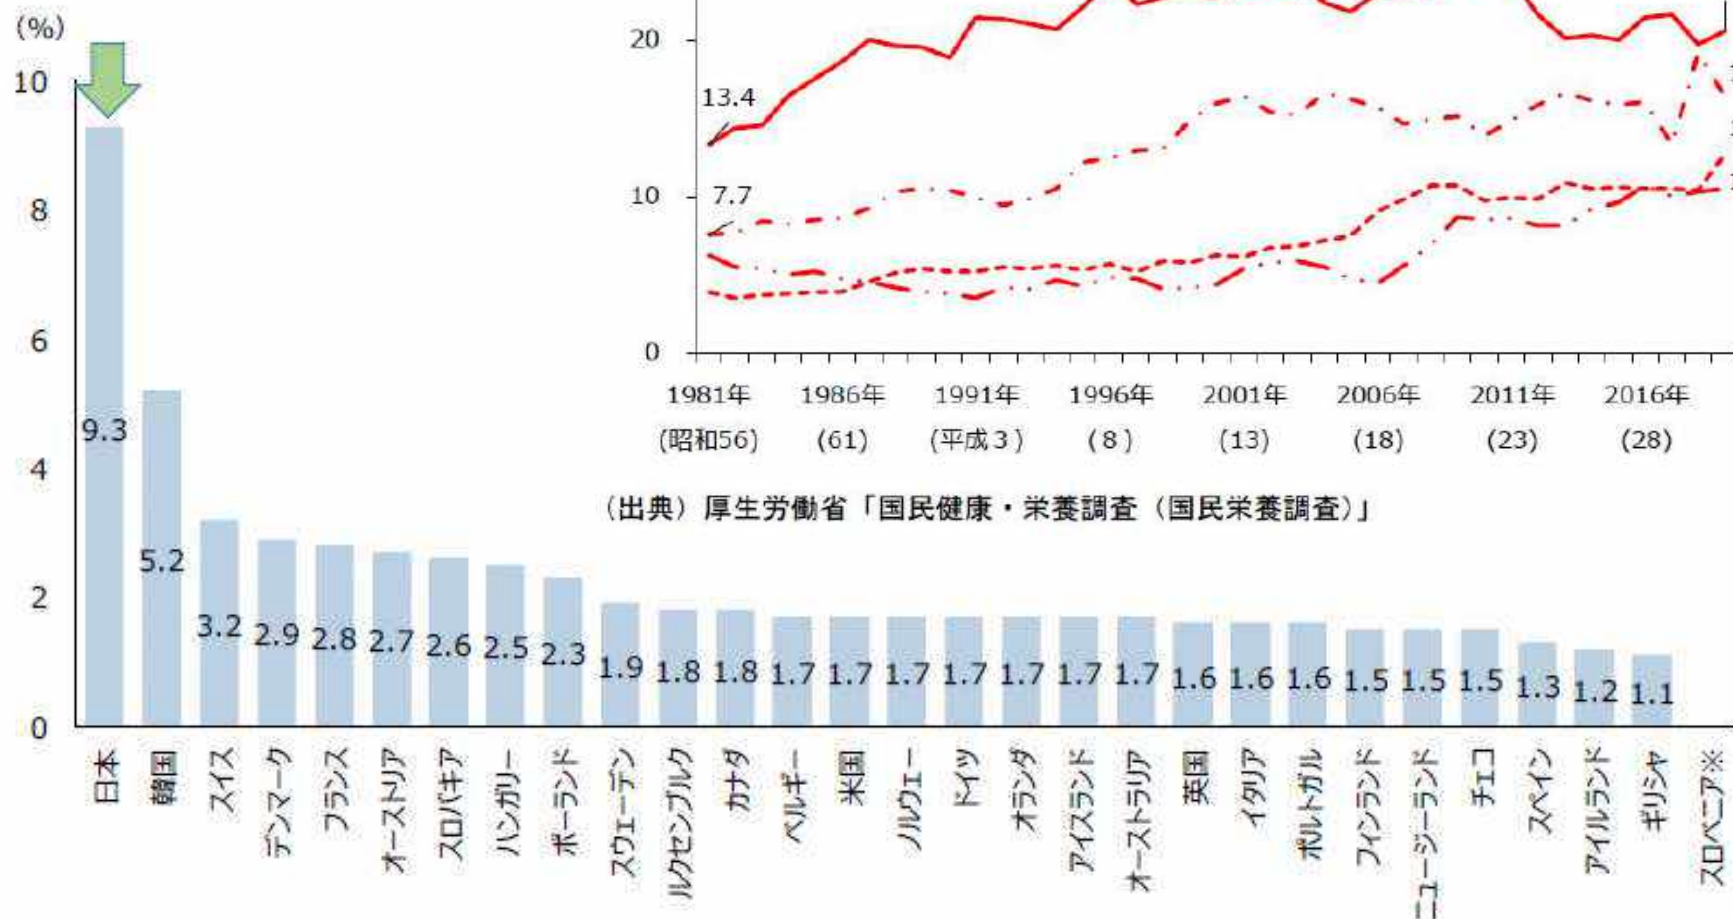 (%)
10
8
6
4
2
0
20
10
0
13.4
7.7
1981年 1986年 1991年 1996年 2001年 2006年 2011年 2016年
(昭和56) (61) (平成3) (8) (13) (18) (23) (28)
（出典）厚生労働省「国民健康・栄養調査（国民栄養調査）」
9.3 5.2 3.2 2.9 2.8 2.7 2.6 2.5 2.3 1.9 1.8 1.8 1.7 1.7 1.7 1.7 1.7 1.7 1.7 1.6 1.6 1.6 1.5 1.5 1.5 1.3 1.2 1.1
日本
韓国
スイス
デンマーク
フランス
オーストリア
スロバキア
ハンガリー
ポーランド
スウェーデン
ルクセンブルク
カナダ
ベルギー
米国
ノルウェー
ドイツ
オランダ
アイスランド
オーストラリア
英国
イタリア
ポルトガル
フィンランド
ニュージーランド
チェコ
スペイン
アイルランド
ギリシャ
スロベニア※